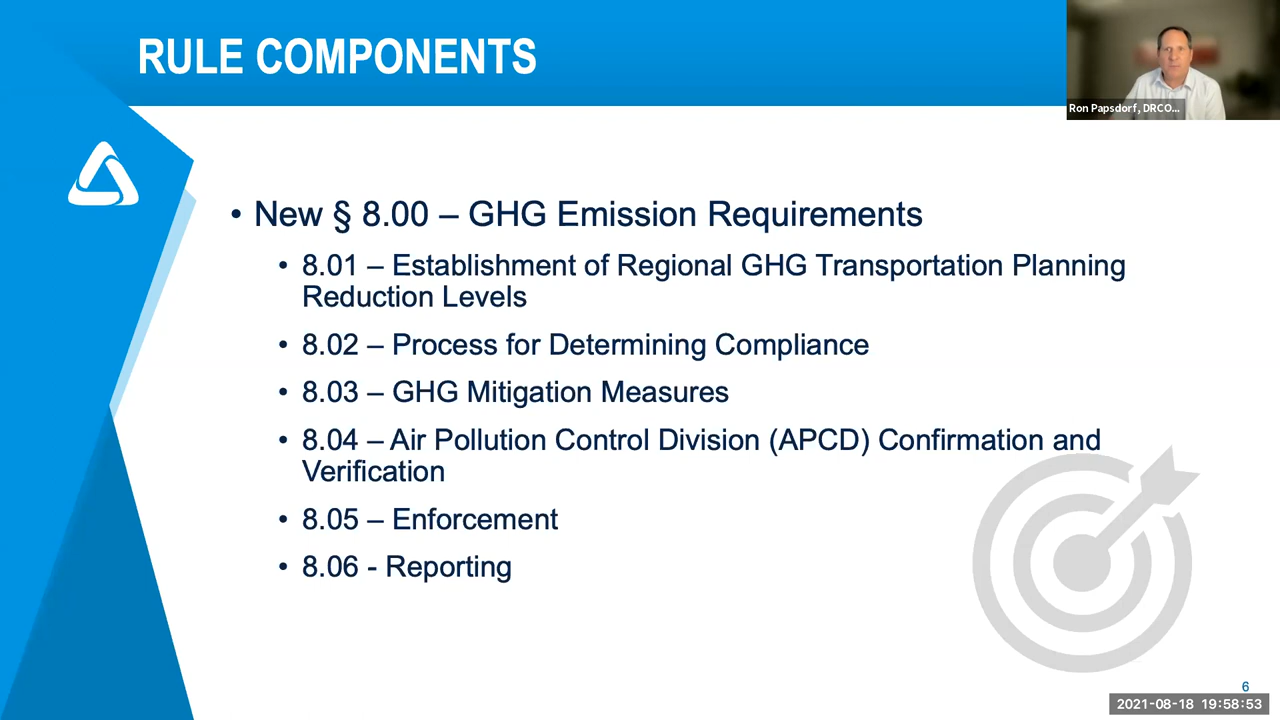 RULE COMPONENTS
Ron Papsdorf, DRCO...
• New § 8.00 – GHG Emission Requirements
• 8.01 – Establishment of Regional GHG Transportation Planning
Reduction Levels
• 8.02 – Process for Determining Compliance
• 8.03 – GHG Mitigation Measures
• 8.04 – Air Pollution Control Division (APCD) Confirmation and
Verification
• 8.05 – Enforcement
• 8.06 - Reporting
6
2021-08-18 19:58:53